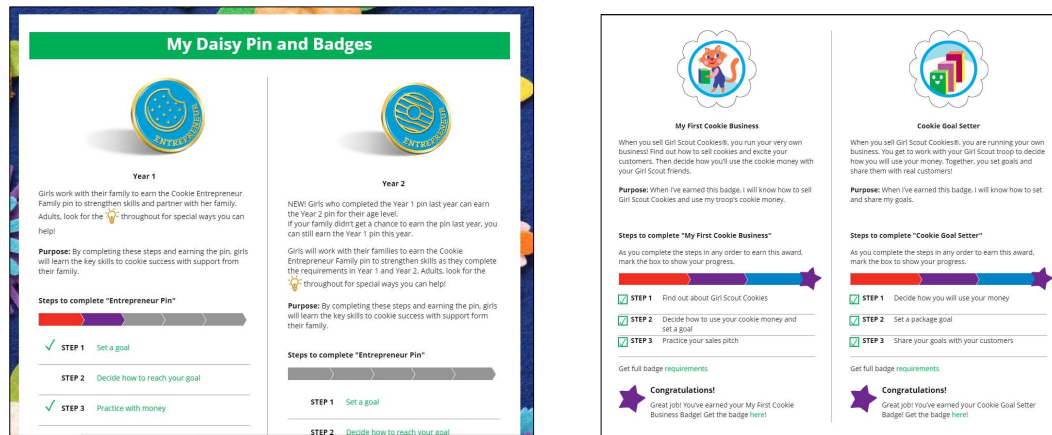 My Daisy Pin and Badges
ENTREPRENEUR
Year 1
Girls work with their family to earn the Cookie Entrepreneur
Family pin to strengthen skills and partner with her family.
Adults, look for the throughout for special ways you can
help!
Purpose: By completing these steps and earning the pin, girls
will learn the key skills to cookie success with support from
their family.
Steps to complete "Entrepreneur Pin"
STEP 1 Set a goal
STEP 2 Decide how to reach your goal
STEP 3 Practice with money
ENTREPRENEUR
Year 2
NEW! Girls who completed the Year 1 pin last year can earn
the Year 2 pin for their age level.
If your family didn't get a chance to earn the pin last year, you
can still earn the Year 1 pin this year.
Girls will work with their families to earn the Cookie
Entrepreneur Family pin to strengthen skills as they complete
the requirements in Year 1 and Year 2. Adults, look for the
throughout for special ways you can help!
Purpose: By completing these steps and earning the pin, girls
will learn the key skills to cookie success with support form
their family.
Steps to complete "Entrepreneur Pin"
STEP 1 Set a goal
STEP 2 Decide how to reach your goal
My First Cookie Business
When you sell Girl Scout Cookies®, you run your very own
business! Find out how to sell cookies and excite your
customers. Then decide how you'll use the cookie money with
your Girl Scout friends.
Purpose: When I've earned this badge, I will know how to sell
Girl Scout Cookies and use my troop's cookie money.
Steps to complete "My First Cookie Business"
As you complete the steps in any order to earn this award,
mark the box to show your progress.
STEP 1 Find out about Girl Scout Cookies
STEP 2 Decide how to use your cookie money and
set a goal
STEP 3 Practice your sales pitch
Get full badge requirements
Congratulations!
Great job! You've earned your My First Cookie
Business Badge! Get the badge here!
Cookie Goal Setter
When you sell Girl Scout Cookies®, you are running your own
business. You get to work with your Girl Scout troop to decide
how you will use your money. Together, you set goals and
share them with real customers!
Purpose: When I've earned this badge, I will know how to set
and share my goals.
Steps to complete "Cookie Goal Setter"
As you complete the steps in any order to earn this award,
mark the box to show your progress.
STEP 1 Decide how you will use your money
STEP 2 Set a package goal
STEP 3 Share your goals with your customers
Get full badge requirements
Congratulations!
Great job! You've earned your Cookie Goal Setter
Badge! Get the badge here!